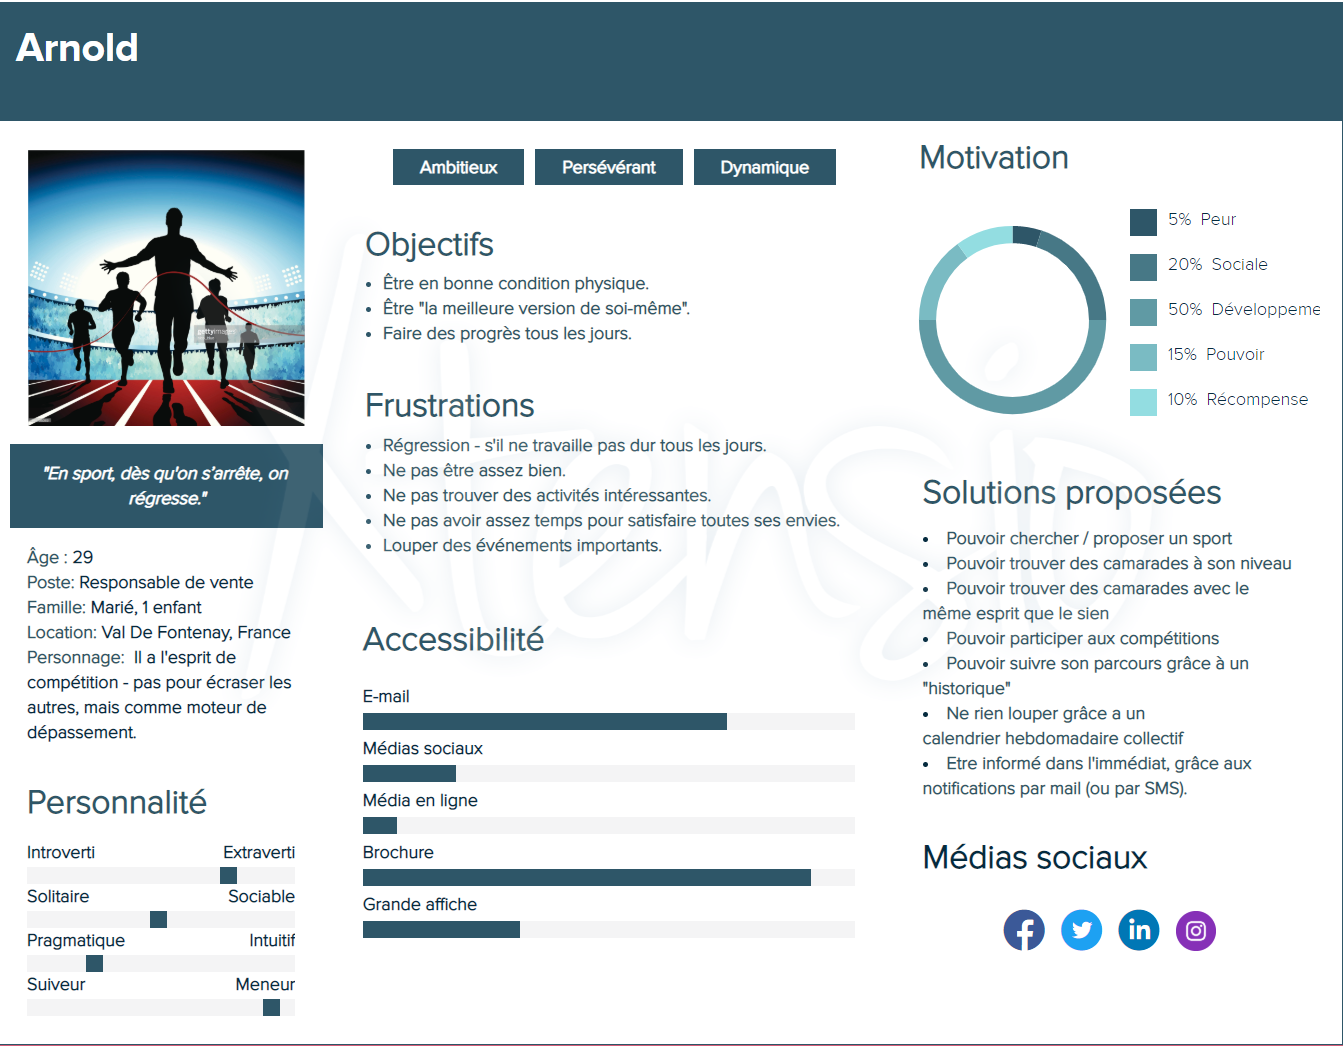 Arnold
gettyimages
"En sport, dès qu'on s'arrête, on
régresse."
Âge : 29
Poste: Responsable de vente
Famille: Marié, 1 enfant
Location: Val De Fontenay, France
Personnage:  Il a l'esprit de
compétition - pas pour écraser les
autres, mais comme moteur de
dépassement.
Personnalité
Introverti Extraverti
Solitaire Sociable
Pragmatique Intuitif
Suiveur Meneur
Ambitieux Persévérant Dynamique
Objectifs
• Être en bonne condition physique.
• Être "la meilleure version de soi-même".
• Faire des progrès tous les jours.
Frustrations
• Régression - s'il ne travaille pas dur tous les jours.
• Ne pas être assez bien.
• Ne pas trouver des activités intéressantes.
• Ne pas avoir assez temps pour satisfaire toutes ses envies.
• Louper des événements importants.
Accessibilité
E-mail
Médias sociaux
Média en ligne
Brochure
Grande affiche
Motivation
5% Peur
20% Sociale
50% Développeme
15% Pouvoir
10% Récompense
Solutions proposées
• Pouvoir chercher / proposer un sport
• Pouvoir trouver des camarades à son niveau
• Pouvoir trouver des camarades avec le
même esprit que le sien
• Pouvoir participer aux compétitions
• Pouvoir suivre son parcours grâce à un
"historique"
• Ne rien louper grâce a un
calendrier hebdomadaire collectif
• Etre informé dans l'immédiat, grâce aux
notifications par mail (ou par SMS).
Médias sociaux
Xtensio